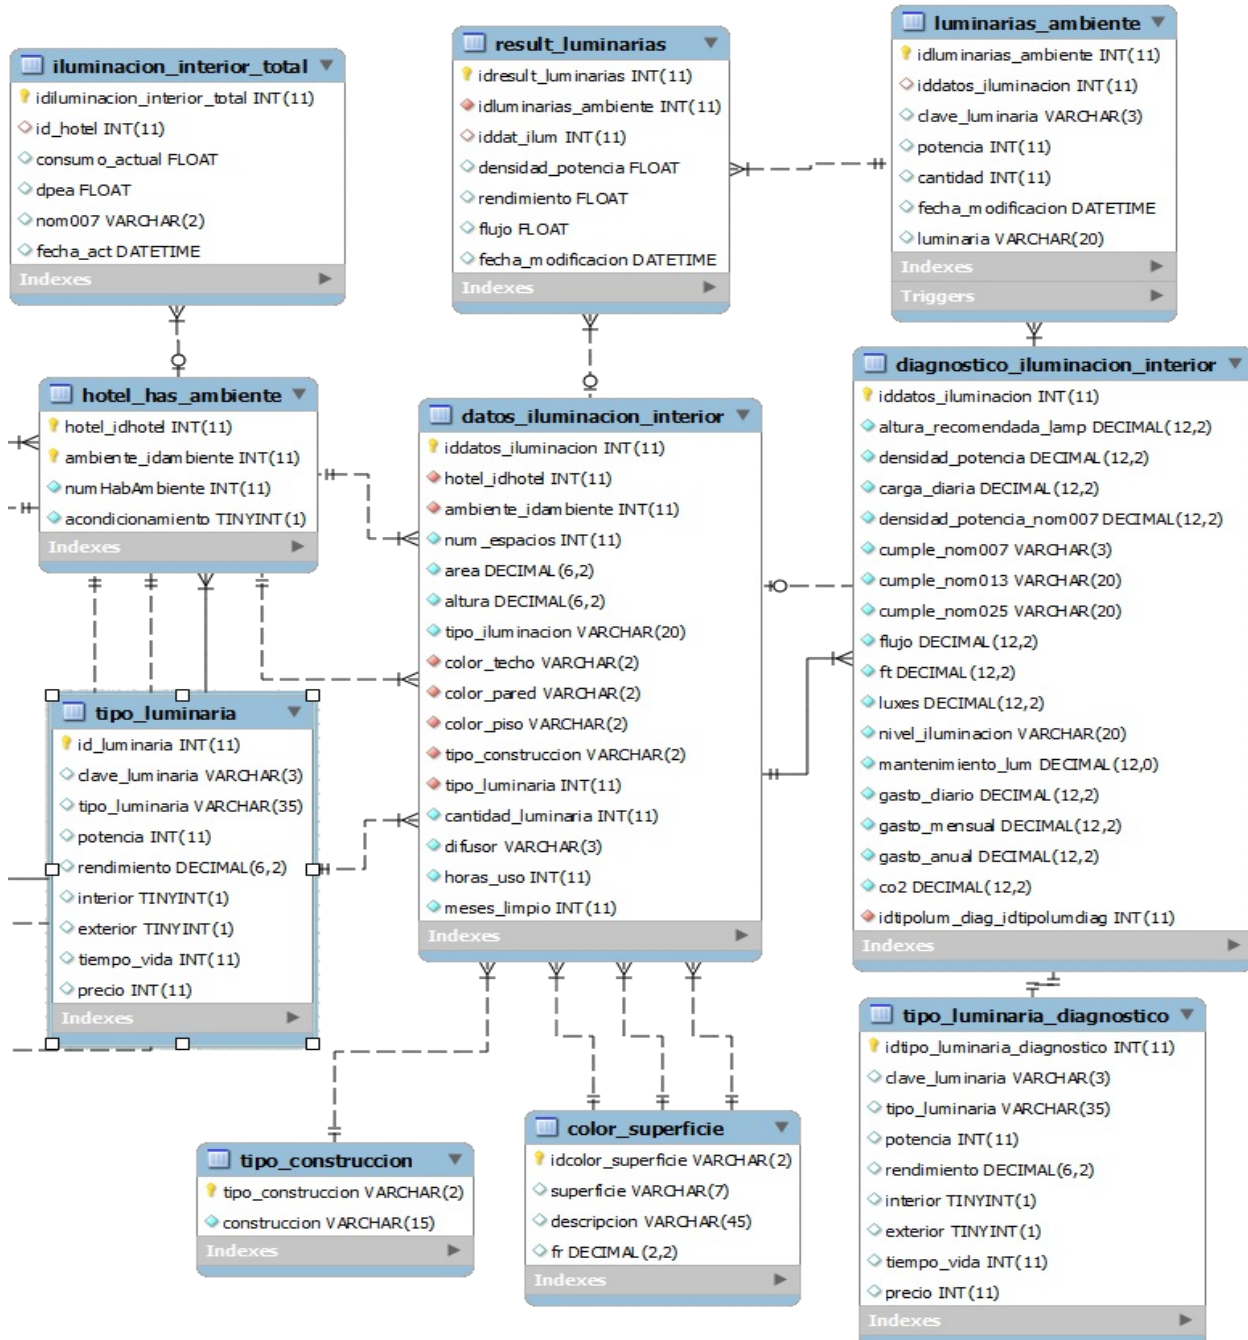 iluminacion_interior_total
idiluminacion_interior_total INT(11)
id_hotel INT(11)
consumo_actual FLOAT
dpea FLOAT
nom007 VARCHAR(2)
fecha_act DATETIME
Indexes
result_luminarias
idresult_luminarias INT(11)
idluminarias_ambiente INT(11)
iddat_ilum INT(11)
densidad_potencia FLOAT
rendimiento FLOAT
flujo FLOAT
fecha_modificacion DATETIME
Indexes
luminarias_ambiente
idluminarias_ambiente INT(11)
iddatos_iluminacion INT(11)
clave_luminaria VARCHAR(3)
potencia INT(11)
cantidad INT(11)
fecha_modificacion DATETIME
luminaria VARCHAR(20)
Indexes
Triggers
hotel_has_ambiente
hotel_idhotel INT(11)
ambiente_idambiente INT(11)
numHabAmbiente INT(11)
acondicionamiento TINYINT(1)
Indexes
datos_iluminacion_interior
iddatos_iluminacion INT(11)
hotel_idhotel INT(11)
ambiente_idambiente INT(11)
num_espacios INT(11)
area DECIMAL(6,2)
altura DECIMAL(6,2)
tipo_iluminacion VARCHAR(20)
color_techo VARCHAR(2)
color_pared VARCHAR(2)
color_piso VARCHAR(2)
tipo_construccion VARCHAR(2)
tipo_luminaria INT(11)
cantidad_luminaria INT(11)
difusor VARCHAR(3)
horas_uso INT(11)
meses_limpio INT(11)
Indexes
diagnostico_iluminacion_interior
iddatos_iluminacion INT(11)
altura_recomendada_lamp DECIMAL(12,2)
densidad_potencia DECIMAL(12,2)
carga_diaria DECIMAL(12,2)
densidad_potencia_nom007 DECIMAL(12,2)
cumple_nom007 VARCHAR(3)
cumple_nom013 VARCHAR(20)
cumple_nom025 VARCHAR(20)
flujo DECIMAL(12,2)
ft DECIMAL(12,2)
luxes DECIMAL(12,2)
nivel_iluminacion VARCHAR(20)
mantenimiento_lum DECIMAL(12,0)
gasto_diario DECIMAL(12,2)
gasto_mensual DECIMAL(12,2)
gasto_anual DECIMAL(12,2)
co2 DECIMAL(12,2)
idtipolum_diag_idtipolumdiag INT(11)
Indexes
tipo_luminaria
id_luminaria INT(11)
clave_luminaria VARCHAR(3)
tipo_luminaria VARCHAR(35)
potencia INT(11)
rendimiento DECIMAL(6,2)
interior TINYINT(1)
exterior TINYINT(1)
tiempo_vida INT(11)
precio INT(11)
Indexes
tipo_construccion
tipo_construccion VARCHAR(2)
construccion VARCHAR(15)
Indexes
color_superficie
idcolor_superficie VARCHAR(2)
superficie VARCHAR(7)
descripcion VARCHAR(45)
fr DECIMAL(2,2)
Indexes
tipo_luminaria_diagnostico
idtipo_luminaria_diagnostico INT(11)
clave_luminaria VARCHAR(3)
tipo_luminaria VARCHAR(35)
potencia INT(11)
rendimiento DECIMAL(6,2)
interior TINYINT(1)
exterior TINYINT(1)
tiempo_vida INT(11)
precio INT(11)
Indexes